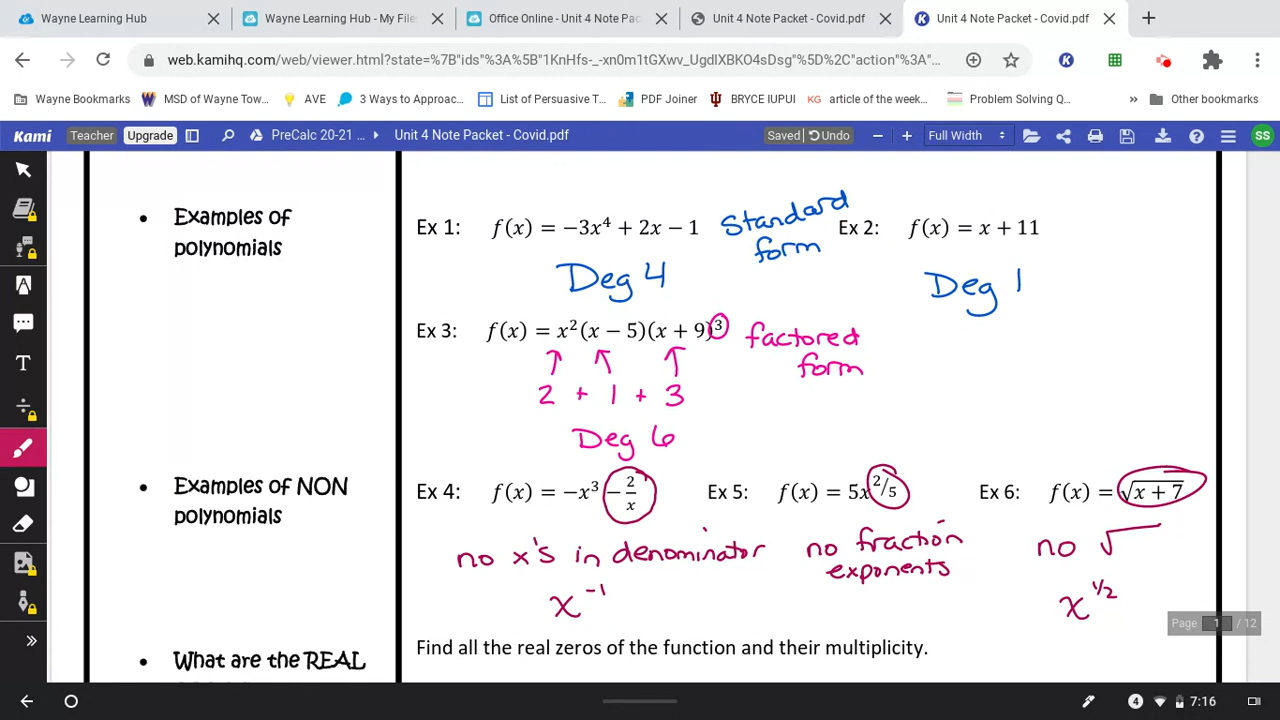 Wayne Learning Hub
Wayne Learning Hub - My File
Office Online - Unit 4 Note Pac
Unit 4 Note Packet - Covid.pdf
Unit 4 Note Packet - Covid.pdf
web.kamihq.com/web/viewer.html?state=%7B"ids"%3A%5B"1KnHfs-_-xn0m1tGXwv_UgdIXBKO4sDsg"%5D%2C"action"%3A"...
Wayne Bookmarks
MSD of Wayne Tow...
AVE
3 Ways to Approac...
List of Persuasive T...
PDF Joiner
BRYCE IUPUI
KG article of the week...
Problem Solving Q...
»
Other bookmarks
Kami Teacher Upgrade
PreCalc 20-21 ...
Unit 4 Note Packet - Covid.pdf
Saved Undo
Full Width
SS
• Examples of
polynomials
Ex 1: f(x) = −3x⁴ + 2x − 1
Standard
form
Deg 4
Ex 2: f(x) = x + 11
Deg 1
Ex 3: f(x) = x²(x − 5)(x + 9)³
factored
form
2 + 1 + 3
Deg 6
• Examples of NON
polynomials
Ex 4: f(x) = −x³ − 2/x
no x's in denominator
x⁻¹
Ex 5: f(x) = 5x^2/5
no fraction
exponents
Ex 6: f(x) = √x + 7
no √
x^1/2
Page 1 / 12
• What are the REAL
Find all the real zeros of the function and their multiplicity.
4 7:16